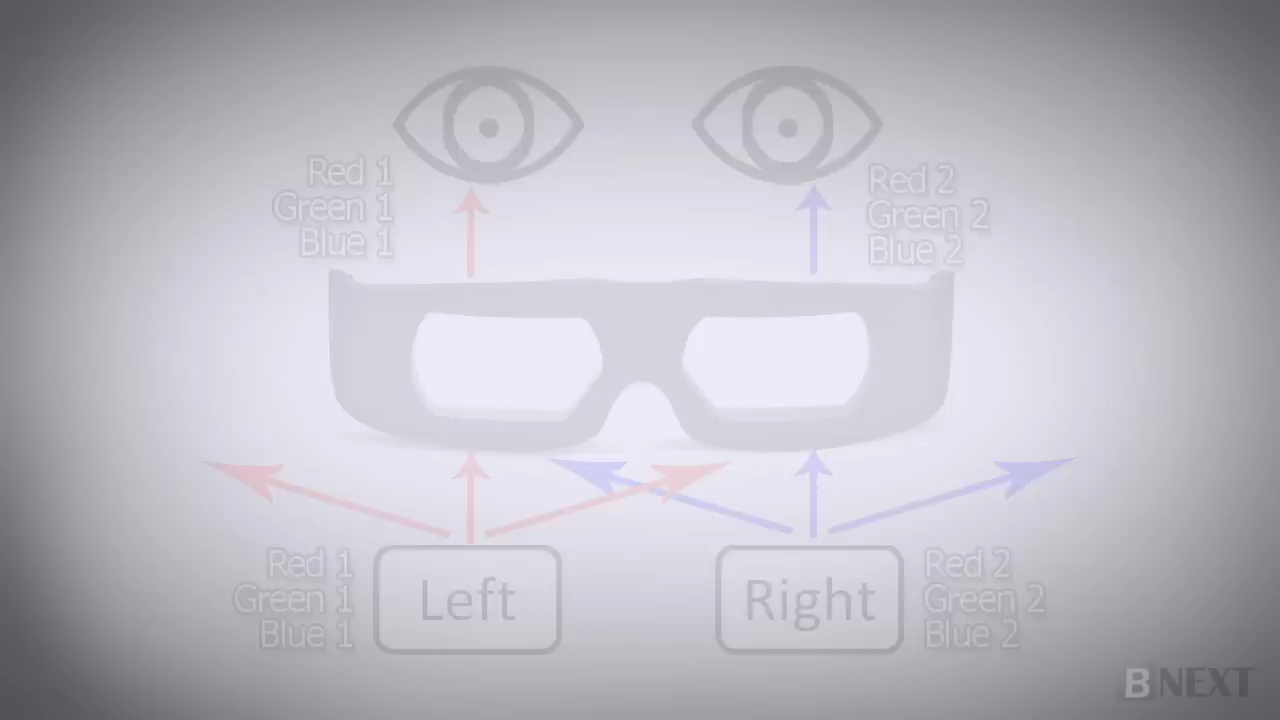 Red 1
Green 1
Blue 1
Red 2
Green 2
Blue 2
Red 1
Green 1
Blue 1
Left
Right
Red 2
Green 2
Blue 2
BNEXT